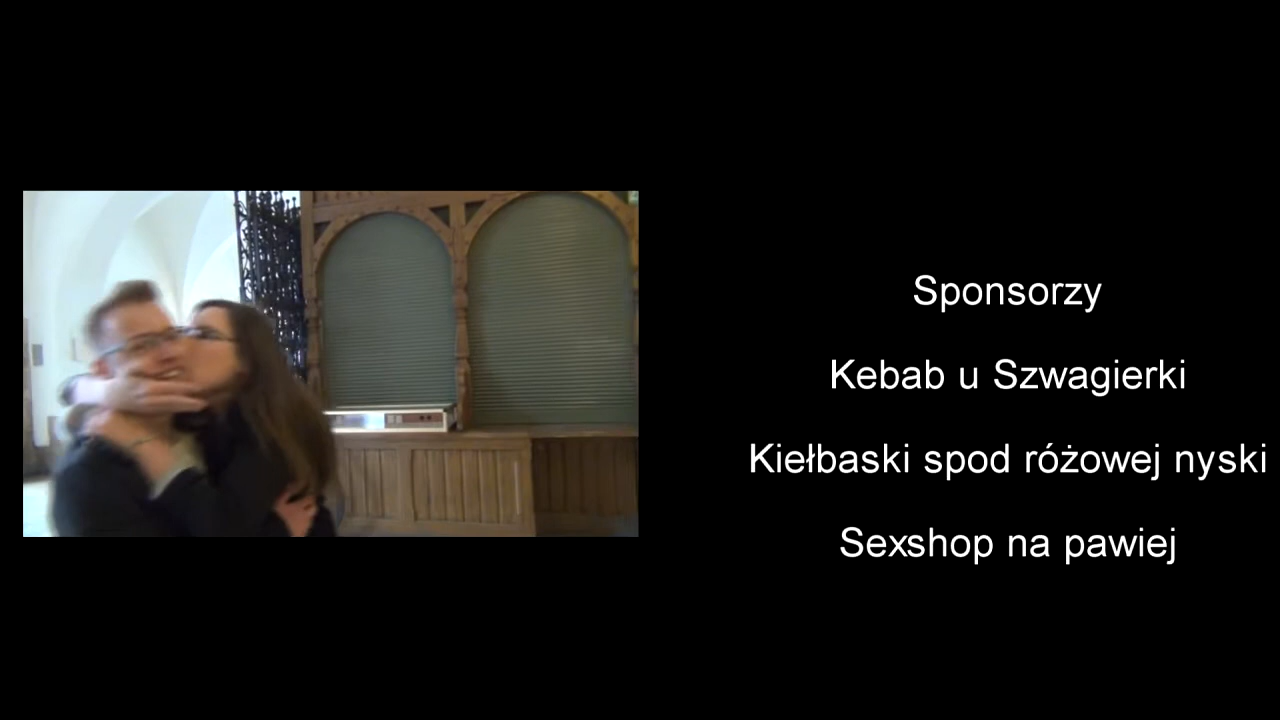 Sponsorzy
Kebab u Szwagierki
Kiełbaski spod różowej nyski
Sexshop na pawiej